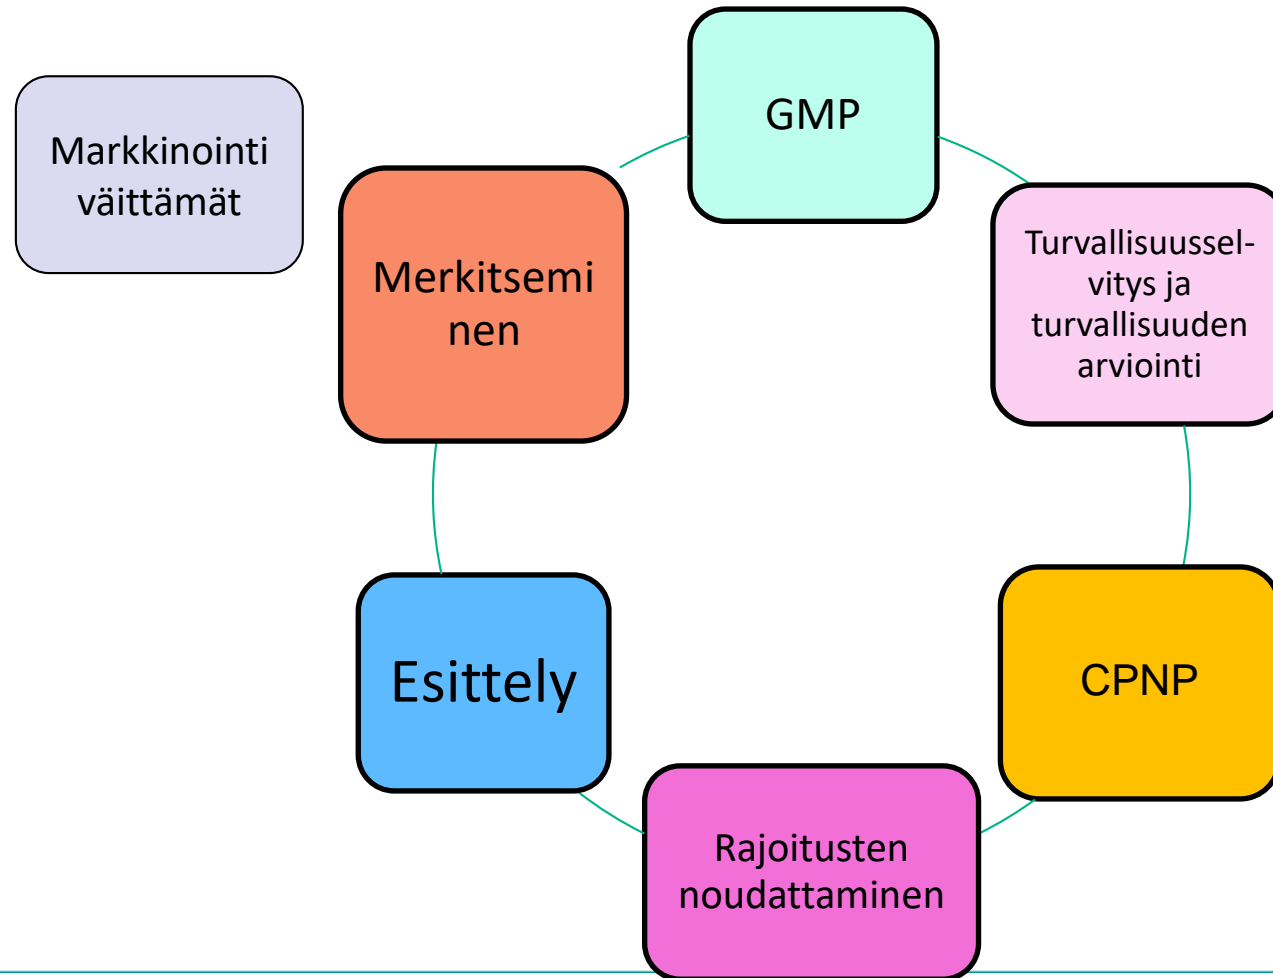 GMP
Markkinointi
väittämät
Merkitsemi
nen
Turvallisuussel-
vitys ja
turvallisuuden
arviointi
Esittely
CPNP
Rajoitusten
noudattaminen